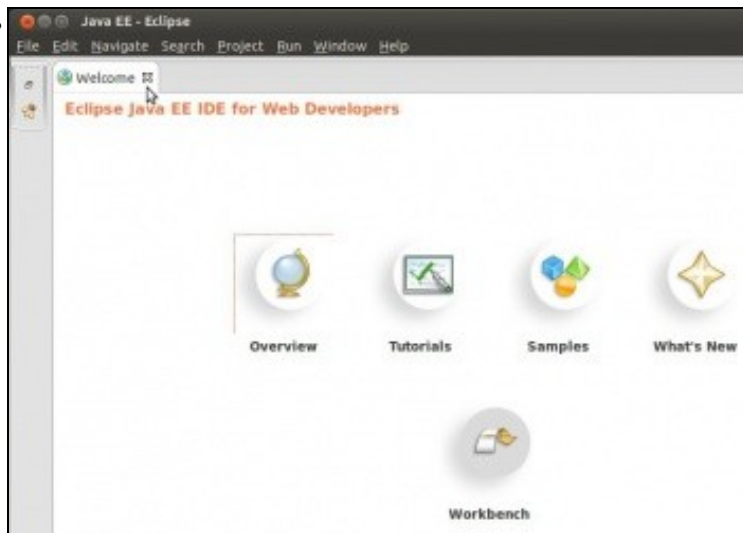 Java EE - Eclipse
File Edit Navigate Search Project Run Window Help
Welcome
Eclipse Java EE IDE for Web Developers
Overview Tutorials Samples What's New
Workbench